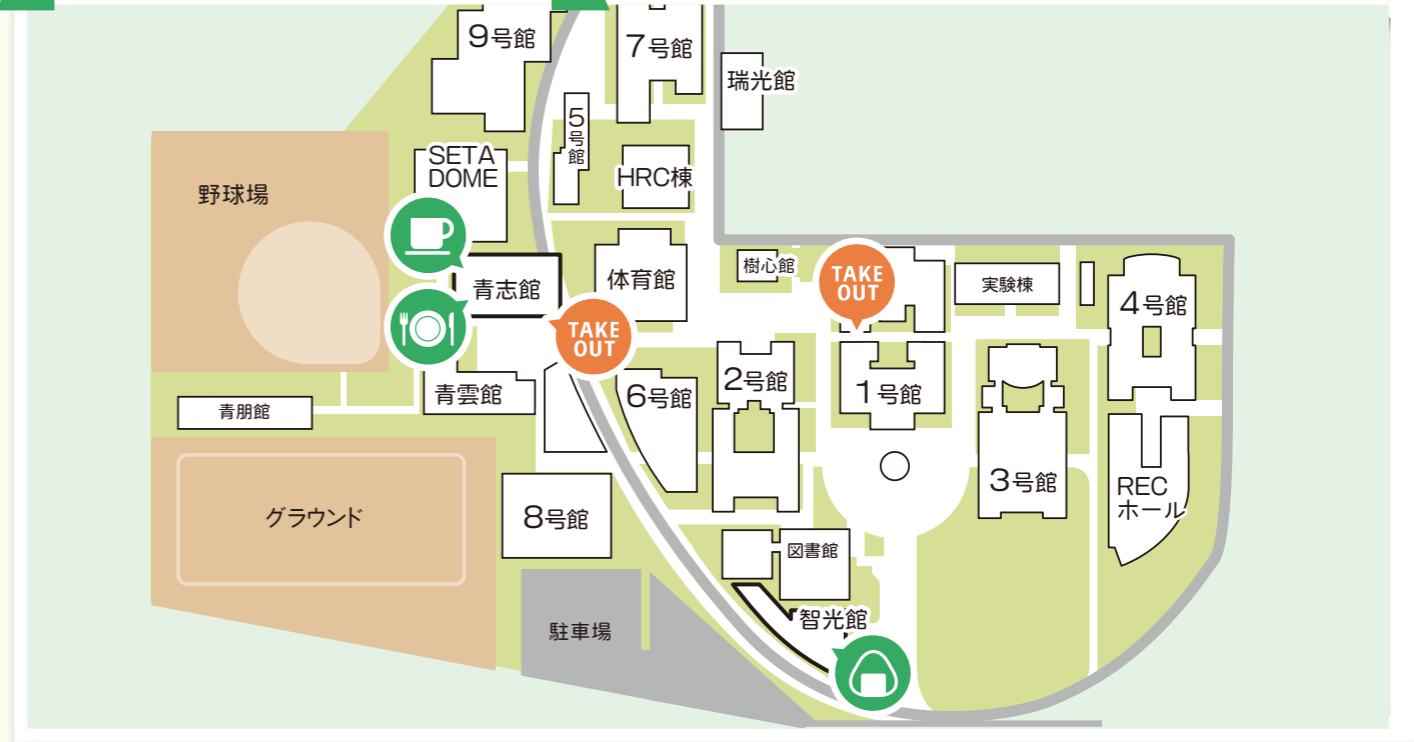 9号館
7号館
瑞光館
5号館
SETA
DOME
HRC棟
野球場
樹心館
TAKE
OUT
体育館
青志館
実験棟
4号館
TAKE
OUT
2号館
1号館
青雲館
6号館
青朋館
3号館
REC
ホール
グラウンド
8号館
図書館
智光館
駐車場